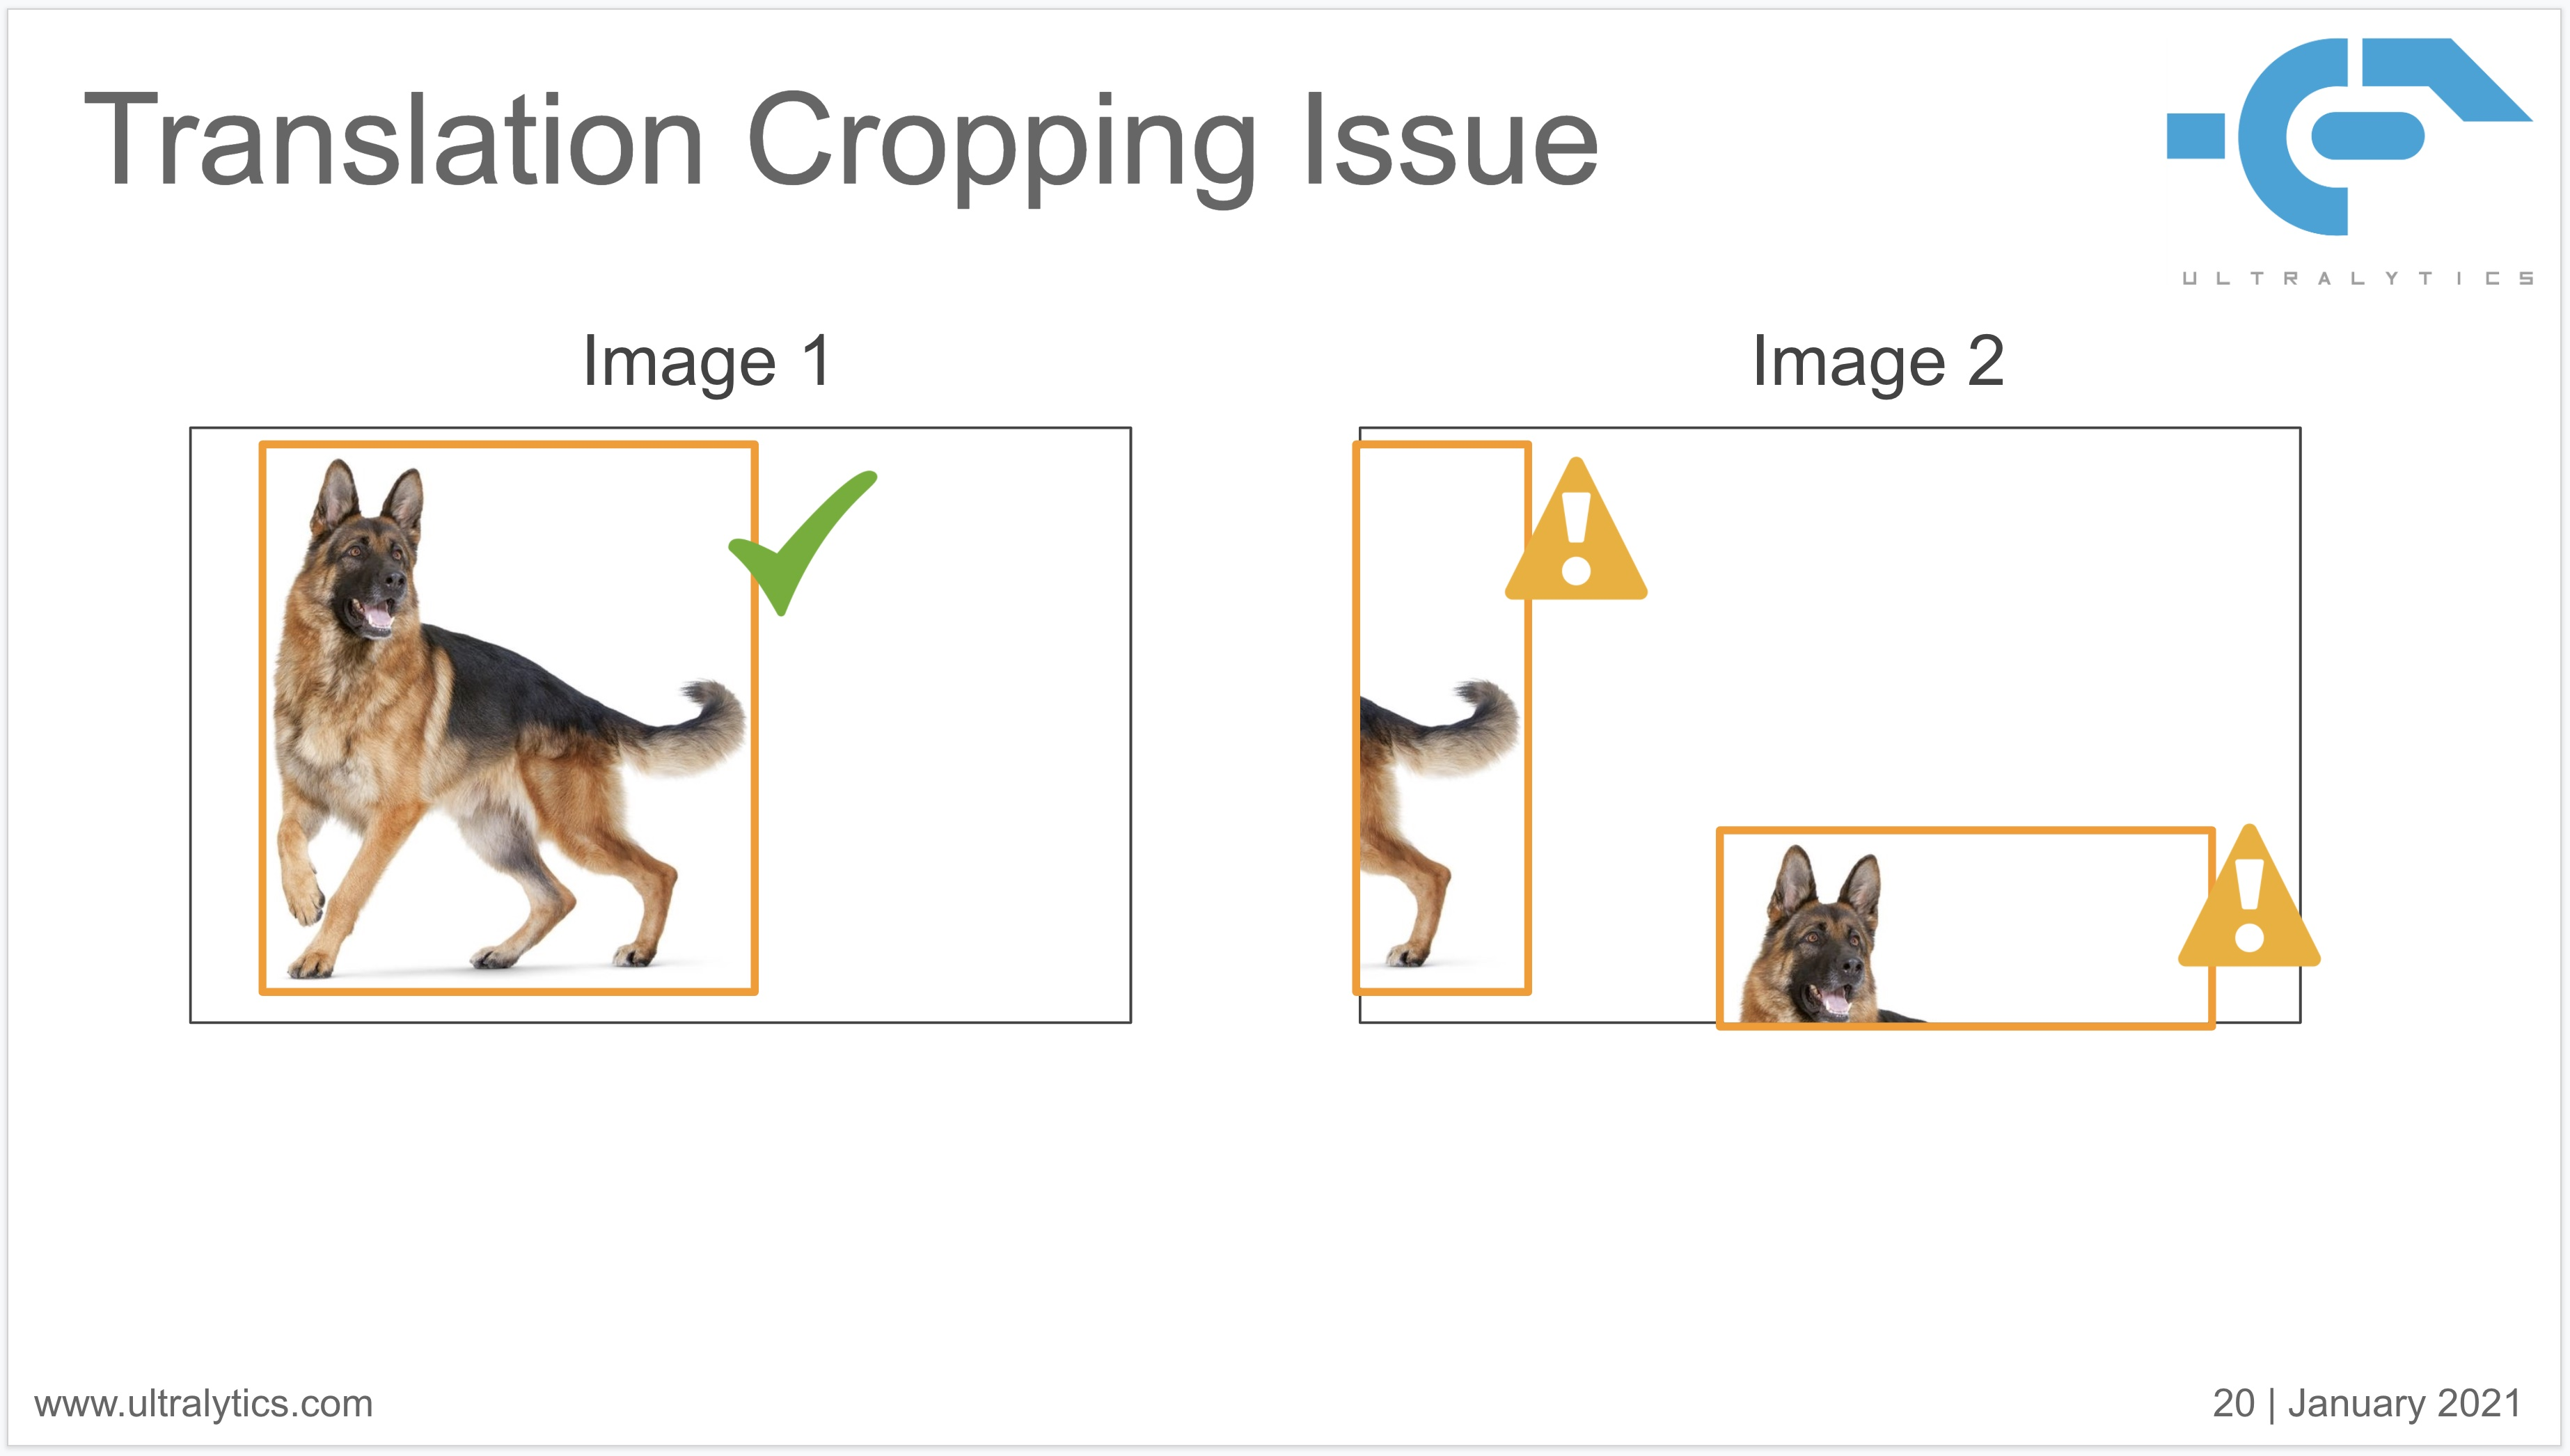 Translation Cropping Issue
ULTRALYTICS
Image 1
Image 2
www.ultralytics.com
20 | January 2021